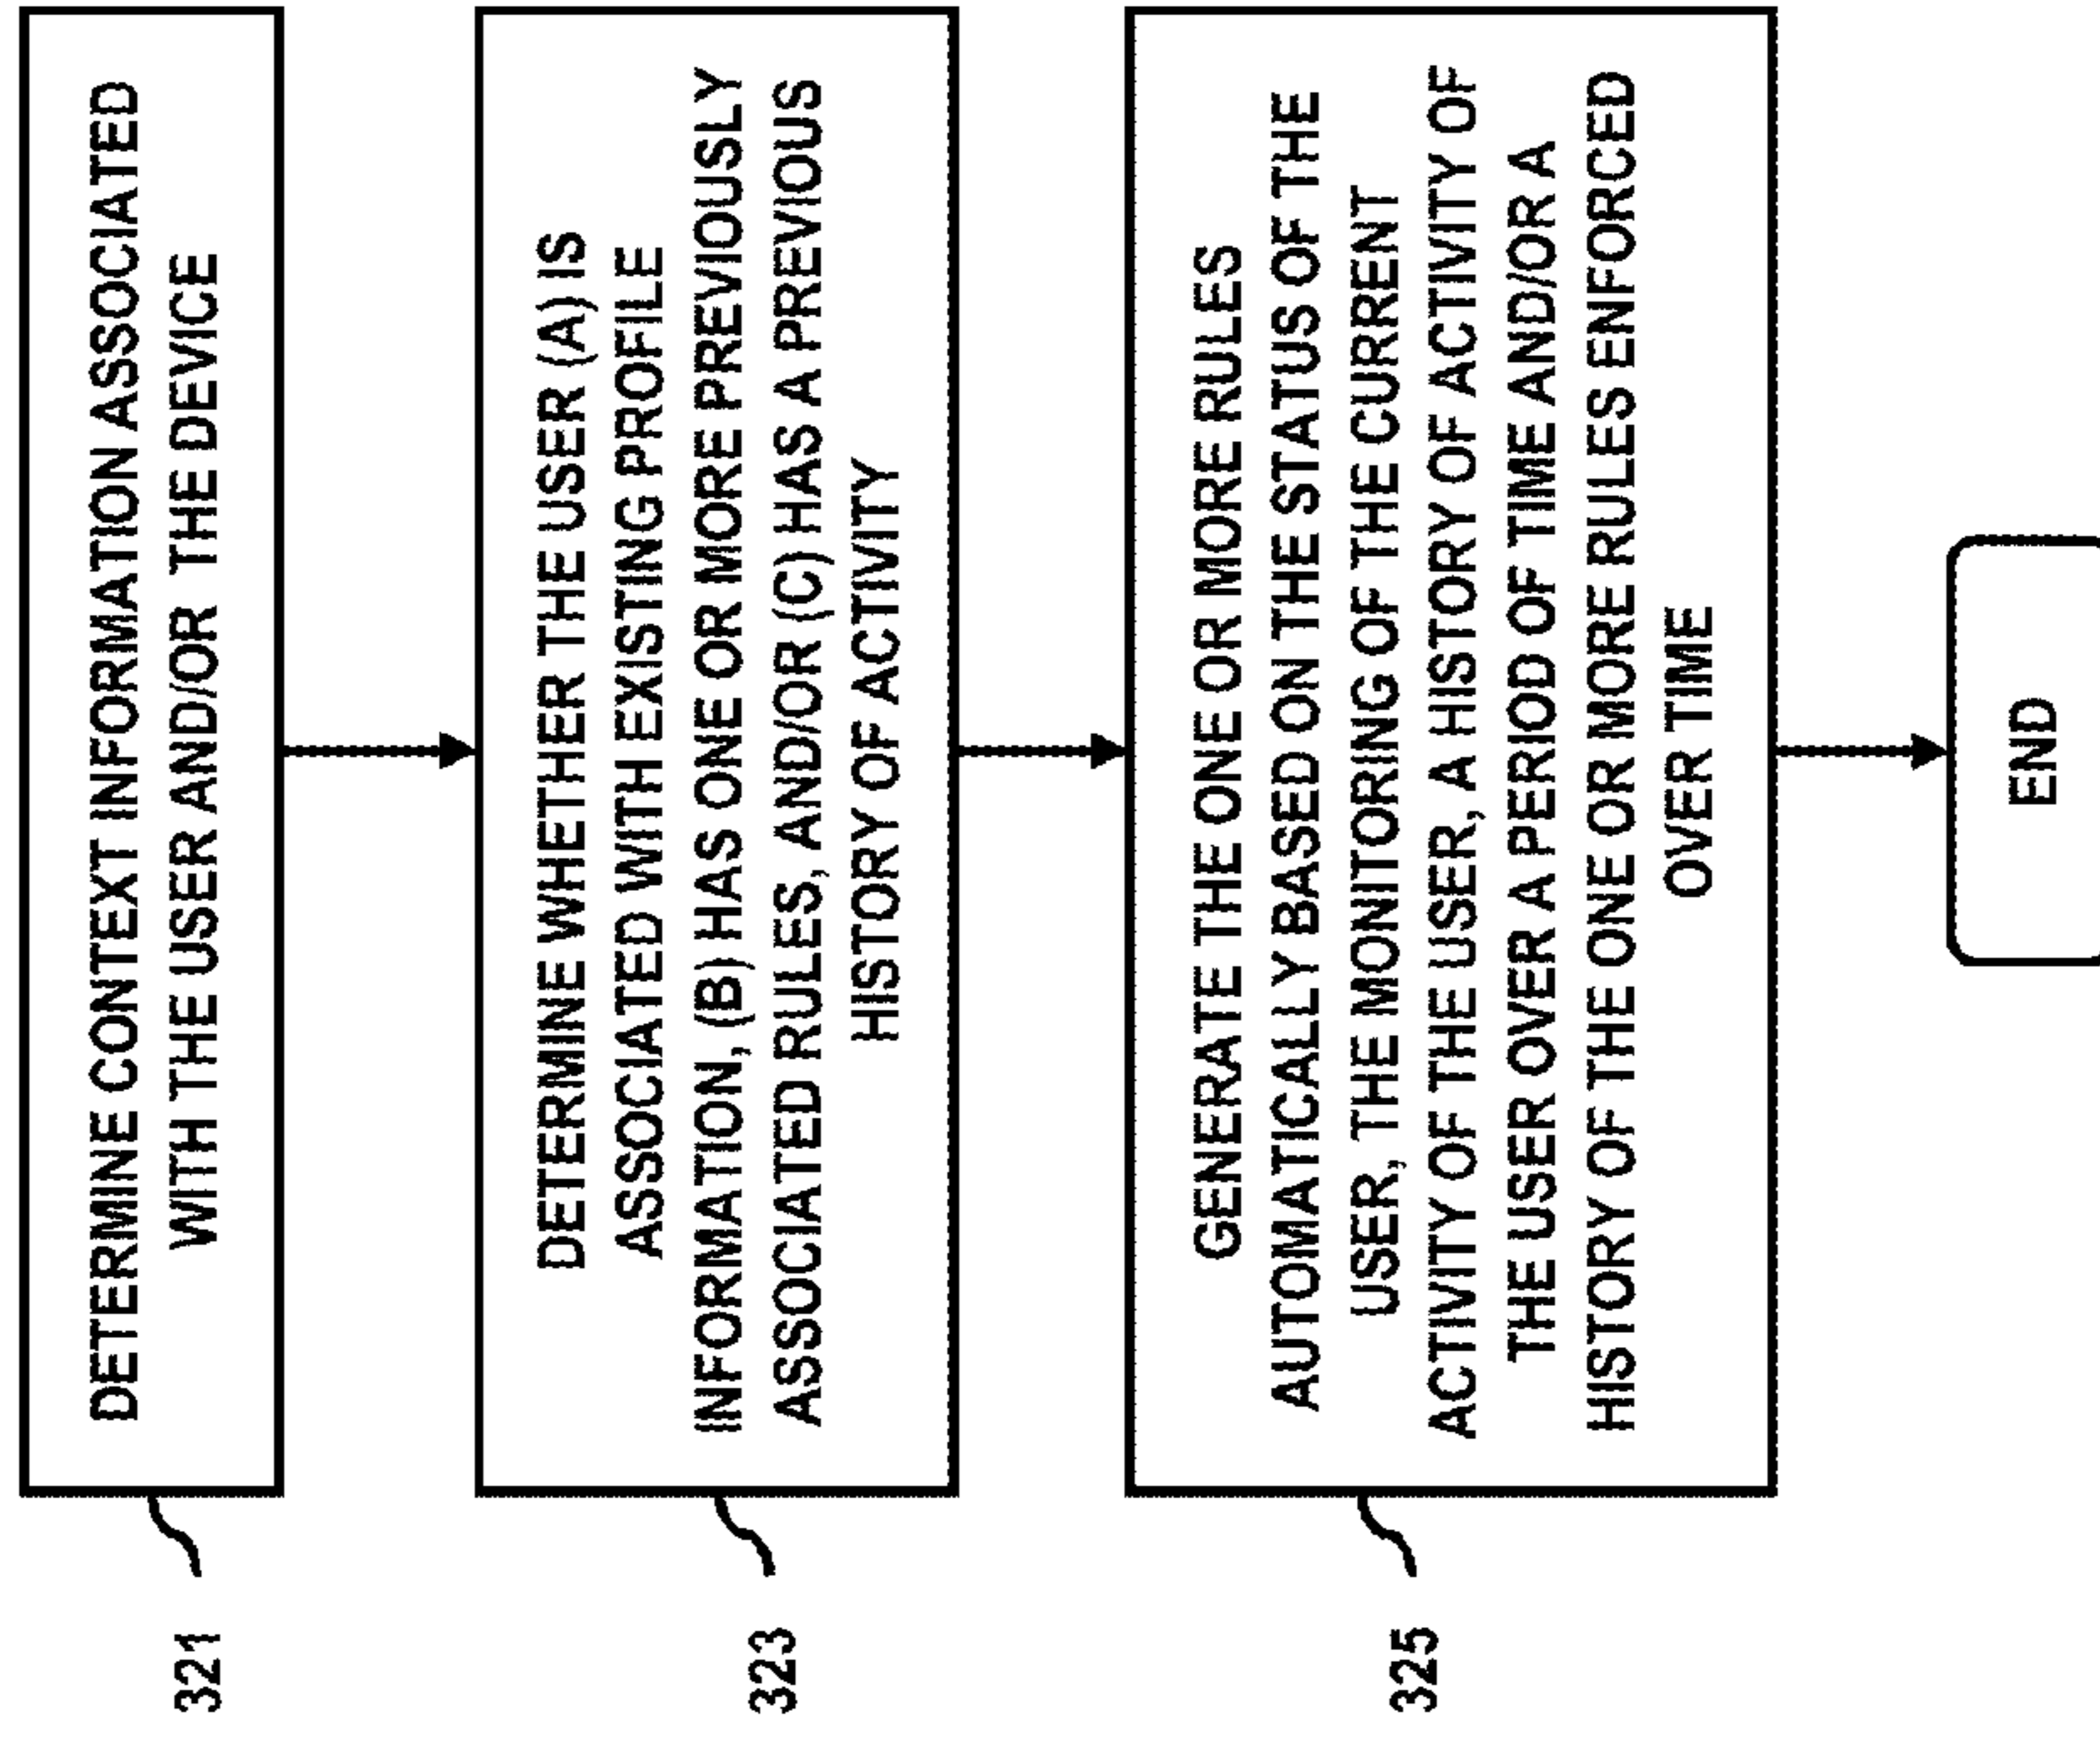 321
DETERMINE CONTEXT INFORMATION ASSOCIATED
WITH THE USER AND/OR THE DEVICE
323
DETERMINE WHETHER THE USER (A) IS
ASSOCIATED WITH EXISTING PROFILE
INFORMATION, (B) HAS ONE OR MORE PREVIOUSLY
ASSOCIATED RULES, AND/OR (C) HAS A PREVIOUS
HISTORY OF ACTIVITY
325
GENERATE THE ONE OR MORE RULES
AUTOMATICALLY BASED ON THE STATUS OF THE
USER, THE MONITORING OF THE CURRENT
ACTIVITY OF THE USER, A HISTORY OF ACTIVITY OF
THE USER OVER A PERIOD OF TIME AND/OR A
HISTORY OF THE ONE OR MORE RULES ENFORCED
OVER TIME
END